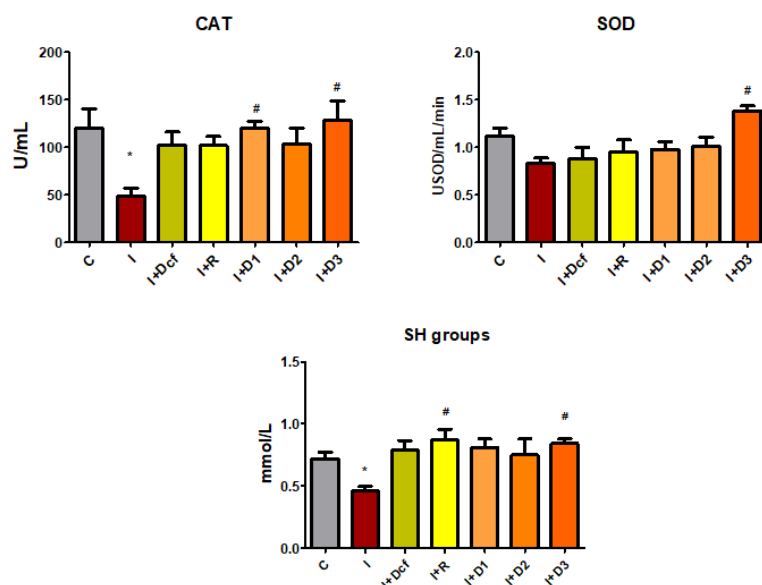 CAT
U/mL
200
150
100
50
0
*
#
#
C
I
I+Dcf
I+R
I+D1
I+D2
I+D3
SOD
USOD/mL/min
2.0
1.5
1.0
0.5
0.0
#
C
I
I+Dcf
I+R
I+D1
I+D2
I+D3
SH groups
mmol/L
1.5
1.0
0.5
0.0
*
#
#
C
I
I+Dcf
I+R
I+D1
I+D2
I+D3